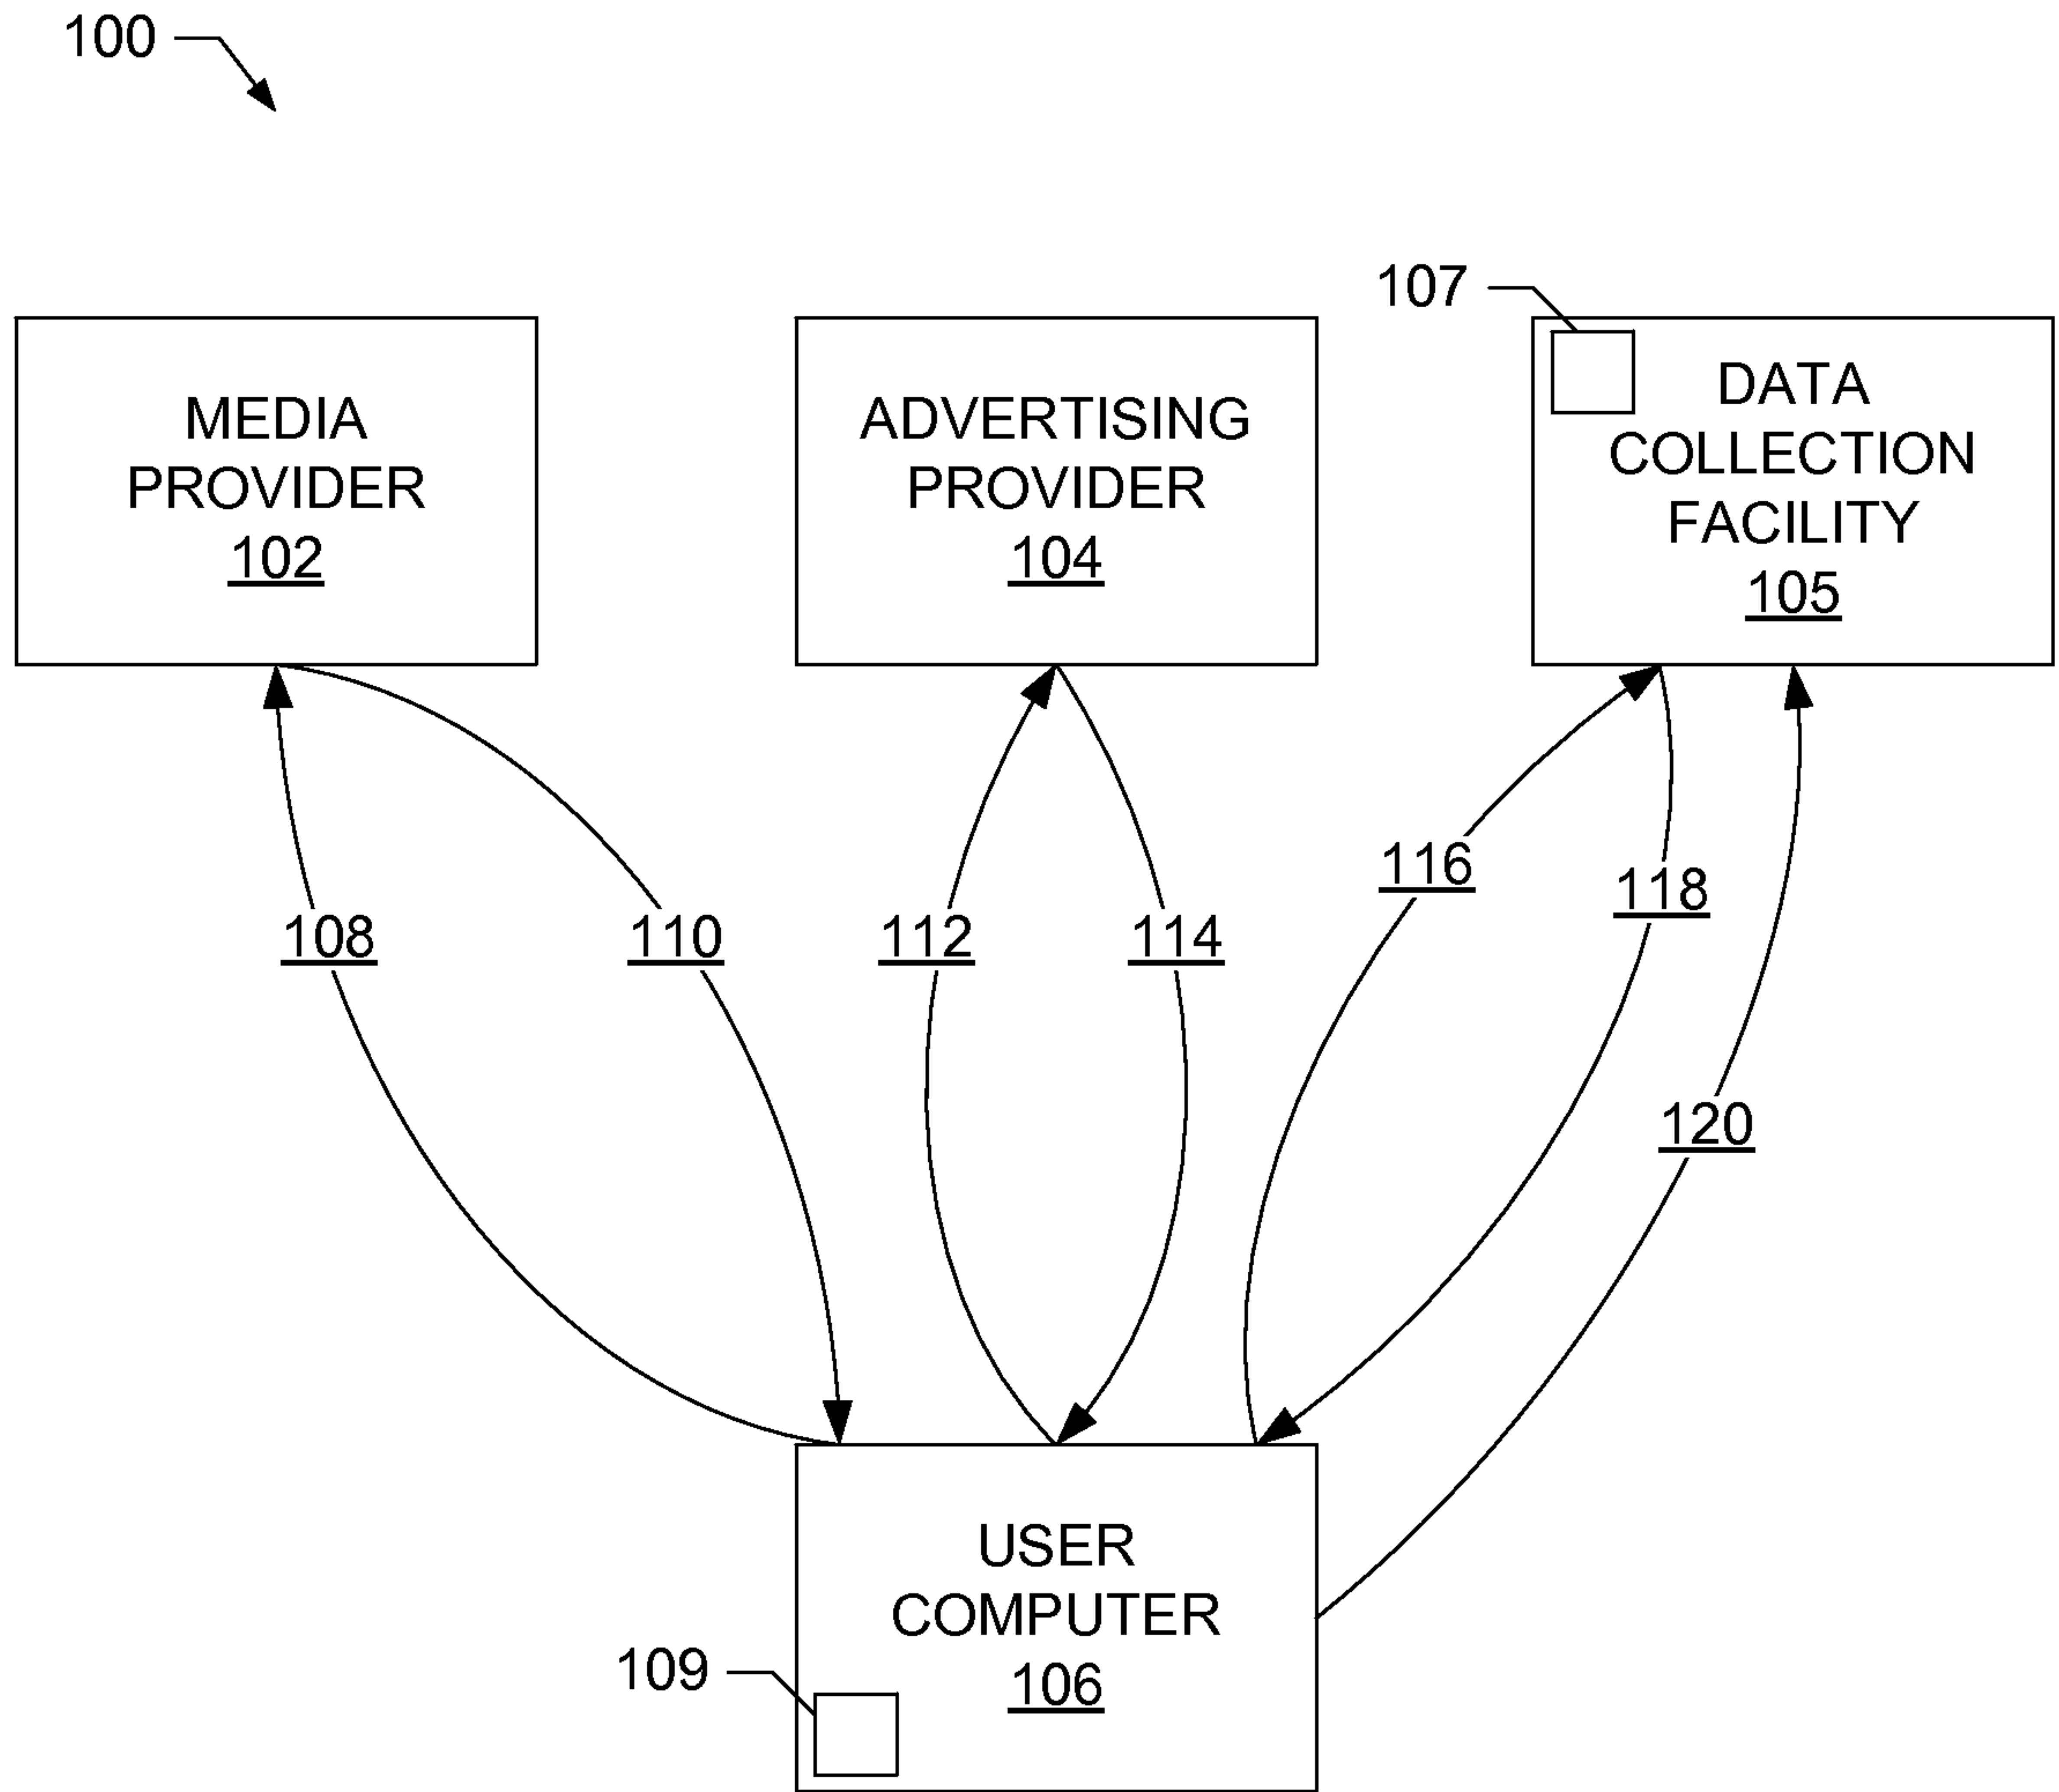 100
107
MEDIA
PROVIDER
102
ADVERTISING
PROVIDER
104
DATA
COLLECTION
FACILITY
105
108
110
112
114
116
118
120
USER
COMPUTER
106
109